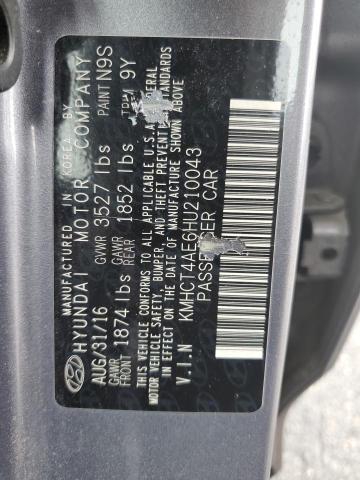 MANUFACTURED IN KOREA BY
HYUNDAI MOTOR COMPANY
AUG/31/16 GVWR 3527 lbs PAINT N9S
GAWR FRONT 1874 lbs GAWR REAR 1852 lbs TRIM 9Y
THIS VEHICLE CONFORMS TO ALL APPLICABLE U.S.A. FEDERAL
MOTOR VEHICLE SAFETY, BUMPER, AND THEFT PREVENTION
STANDARDS IN EFFECT ON THE DATE OF MANUFACTURE SHOWN ABOVE
V.I.N KMHCT4AE6HU210043
PASSENGER CAR